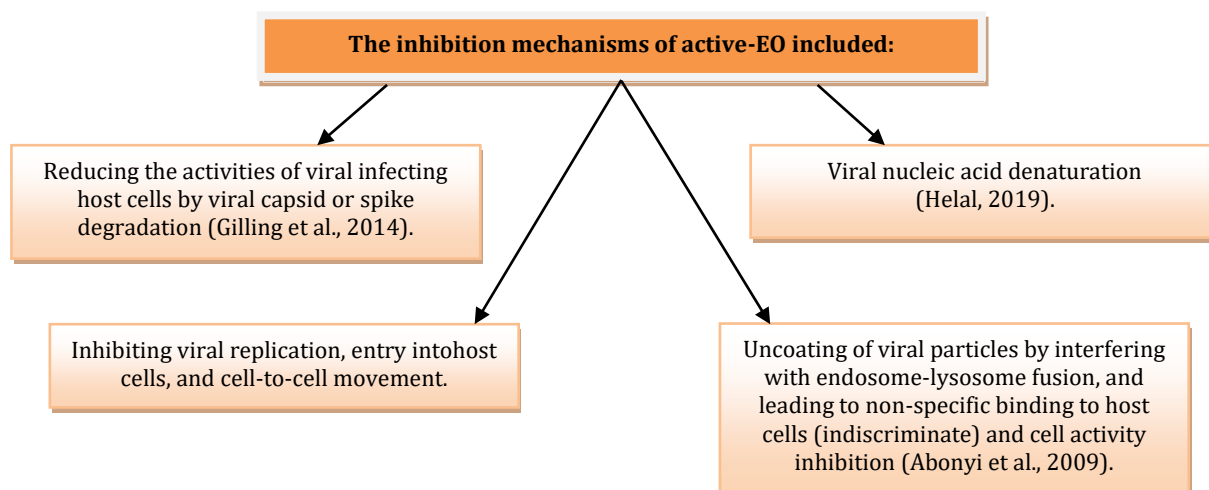 The inhibition mechanisms of active-EO included:
Reducing the activities of viral infecting
host cells by viral capsid or spike
degradation (Gilling et al., 2014).
Viral nucleic acid denaturation
(Helal, 2019).
Inhibiting viral replication, entry intohost
cells, and cell-to-cell movement.
Uncoating of viral particles by interfering
with endosome-lysosome fusion, and
leading to non-specific binding to host
cells (indiscriminate) and cell activity
inhibition (Abonyi et al., 2009).